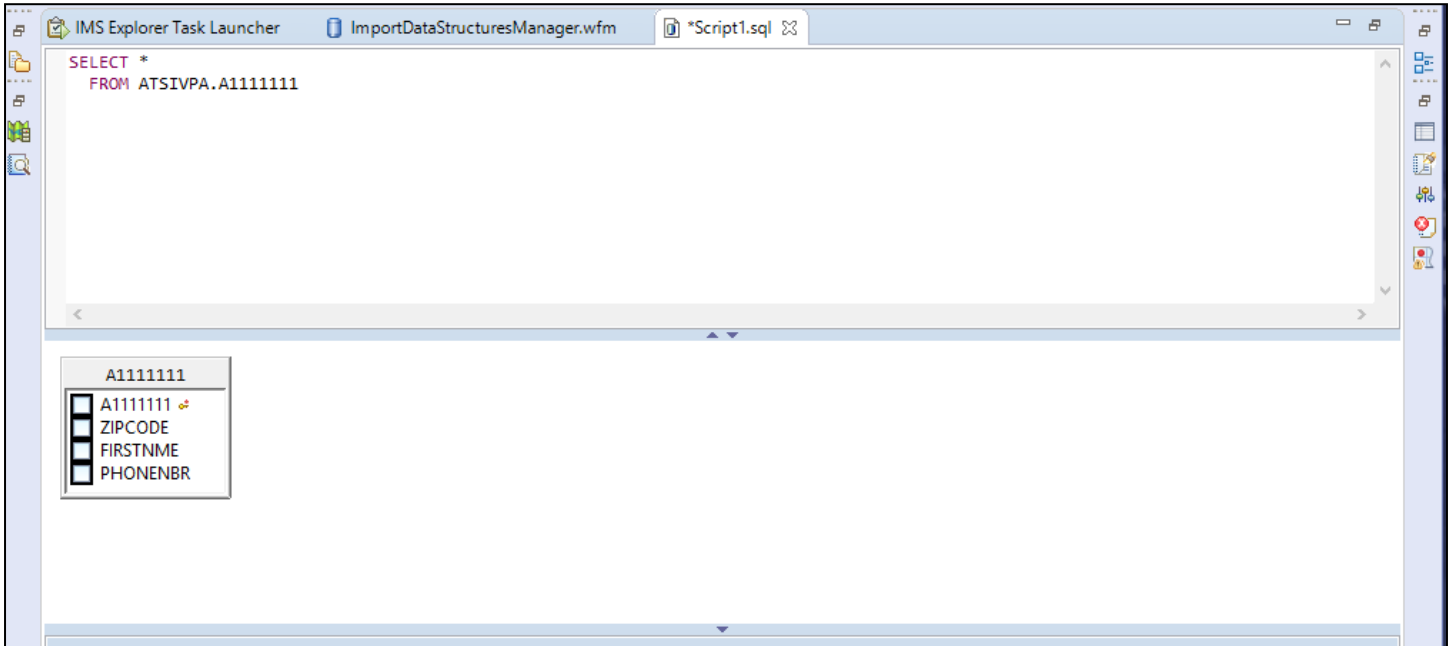 IMS Explorer Task Launcher
ImportDataStructuresManager.wfm
*Script1.sql
SELECT *
FROM ATSIVPA.A1111111
A1111111
A1111111
ZIPCODE
FIRSTNME
PHONENBR